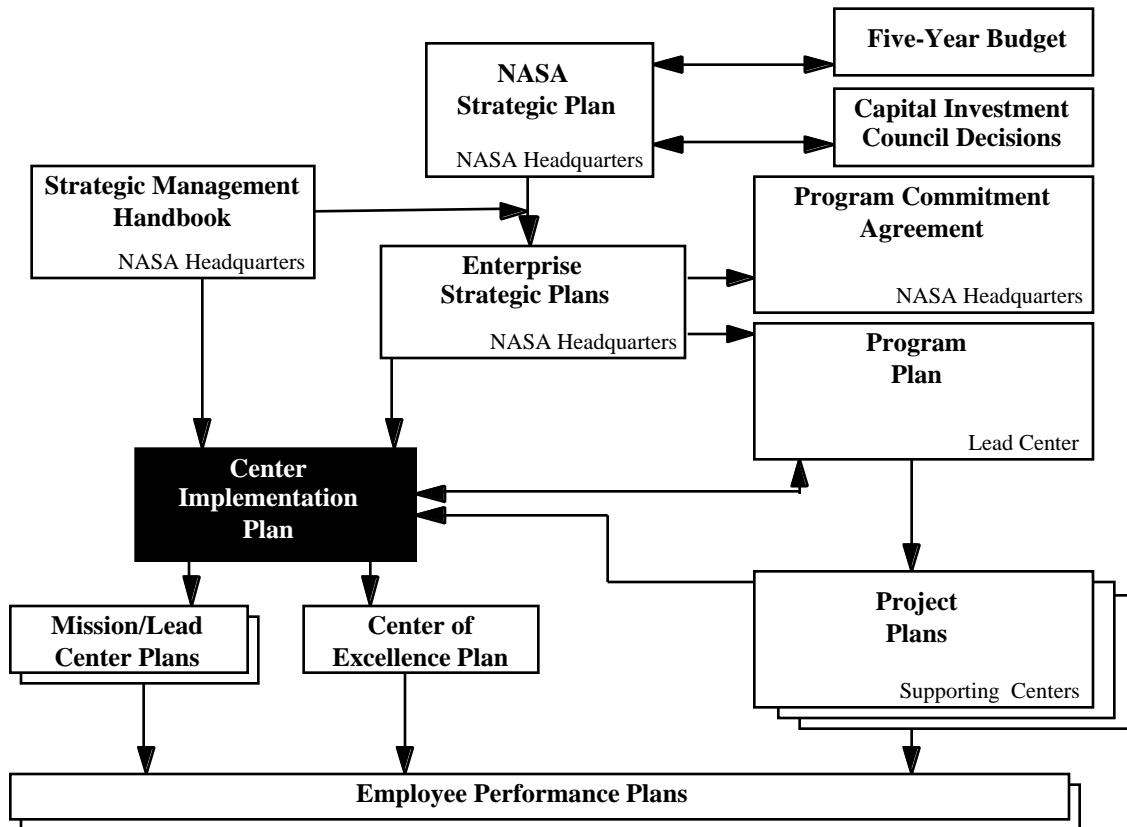 Five-Year Budget
NASA
Strategic Plan
NASA Headquarters
Capital Investment
Council Decisions
Strategic Management
Handbook
NASA Headquarters
Program Commitment
Agreement
NASA Headquarters
Enterprise
Strategic Plans
NASA Headquarters
Program
Plan
Lead Center
Center
Implementation
Plan
Mission/Lead
Center Plans
Center of
Excellence Plan
Project
Plans
Supporting Centers
Employee Performance Plans